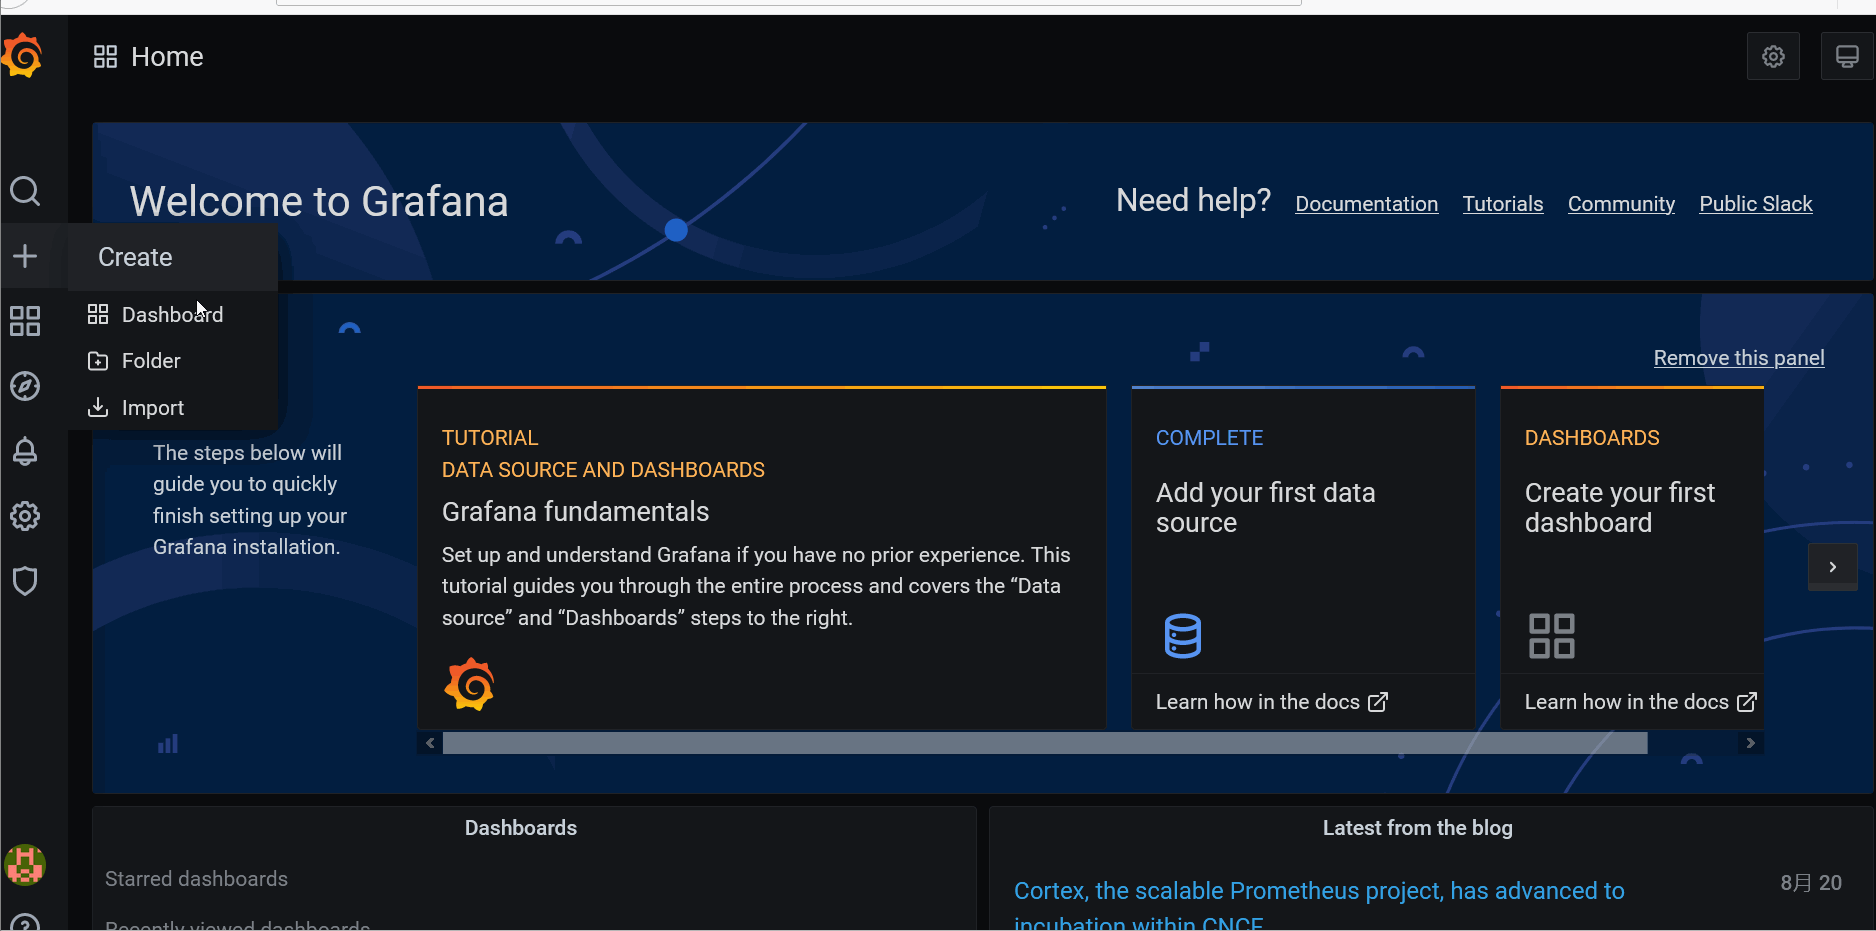 Home
Welcome to Grafana
Need help? Documentation Tutorials Community Public Slack
Create
Dashboard
Folder
Import
Remove this panel
The steps below will
guide you to quickly
finish setting up your
Grafana installation.
TUTORIAL
DATA SOURCE AND DASHBOARDS
Grafana fundamentals
Set up and understand Grafana if you have no prior experience. This
tutorial guides you through the entire process and covers the “Data
source” and “Dashboards” steps to the right.
COMPLETE
Add your first data
source
Learn how in the docs
DASHBOARDS
Create your first
dashboard
Learn how in the docs
Dashboards
Starred dashboards
Recently viewed dashboards
Latest from the blog
Cortex, the scalable Prometheus project, has advanced to
incubation within CNCF
8月 20